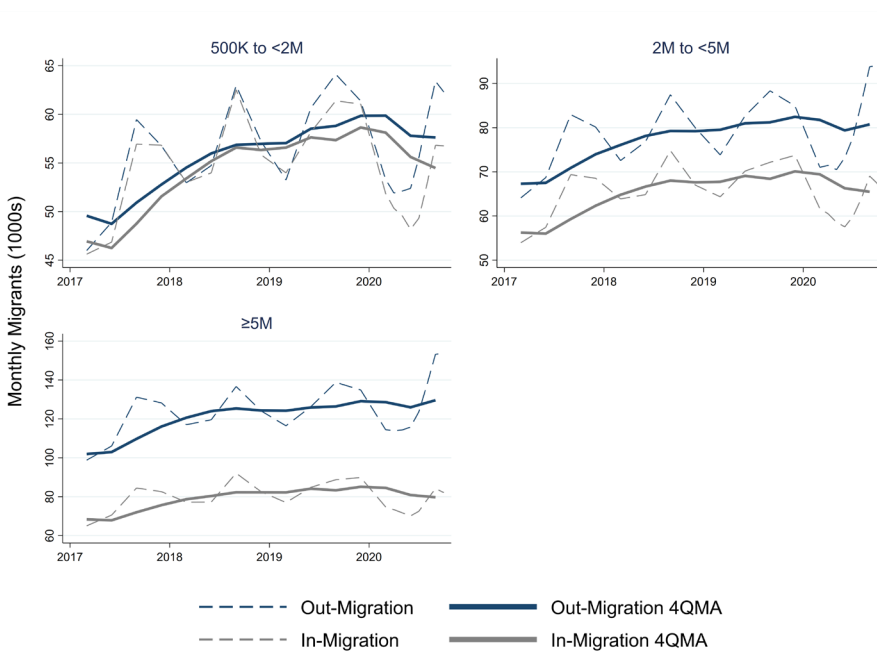 500K to <2M
2M to <5M
65
60
55
50
45
2017 2018 2019 2020
90
80
70
60
50
2017 2018 2019 2020
Monthly Migrants (1000s)
≥5M
160
140
120
100
80
60
2017 2018 2019 2020
Out-Migration
Out-Migration 4QMA
In-Migration
In-Migration 4QMA